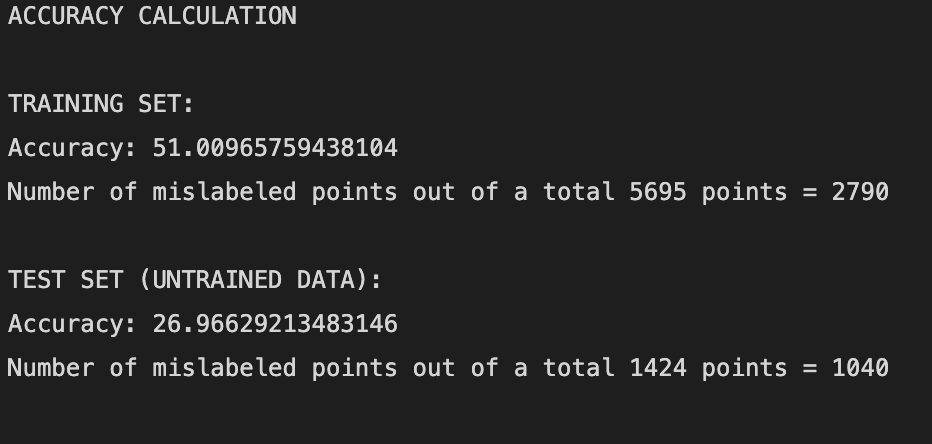 ACCURACY CALCULATION
TRAINING SET:
Accuracy: 51.00965759438104
Number of mislabeled points out of a total 5695 points = 2790
TEST SET (UNTRAINED DATA):
Accuracy: 26.96629213483146
Number of mislabeled points out of a total 1424 points = 1040